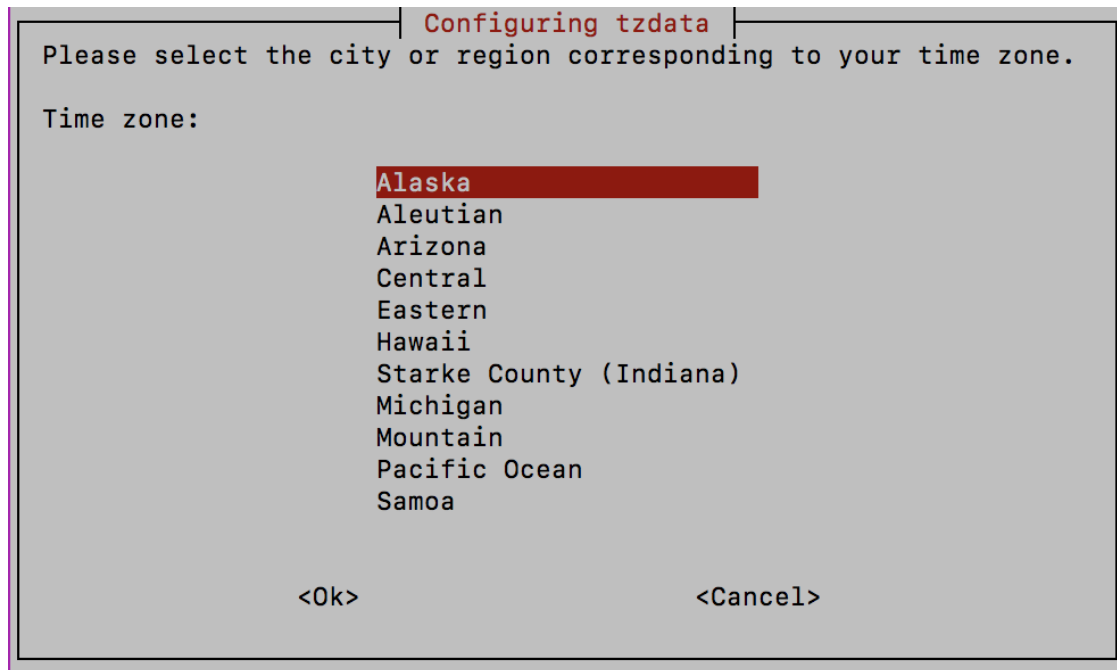 Configuring tzdata
Please select the city or region corresponding to your time zone.
Time zone:
Alaska
Aleutian
Arizona
Central
Eastern
Hawaii
Starke County (Indiana)
Michigan
Mountain
Pacific Ocean
Samoa
<Ok> <Cancel>